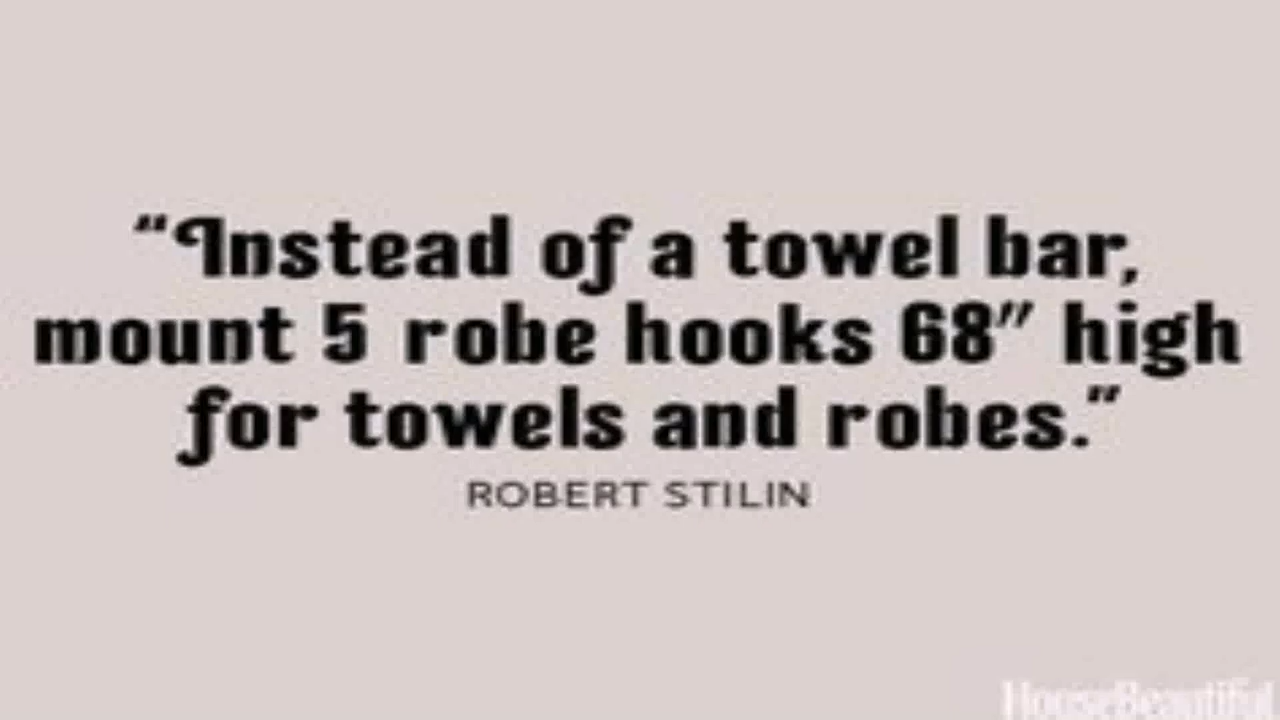 “Instead of a towel bar,
mount 5 robe hooks 68″ high
for towels and robes.”
ROBERT STILIN
HouseBeautiful